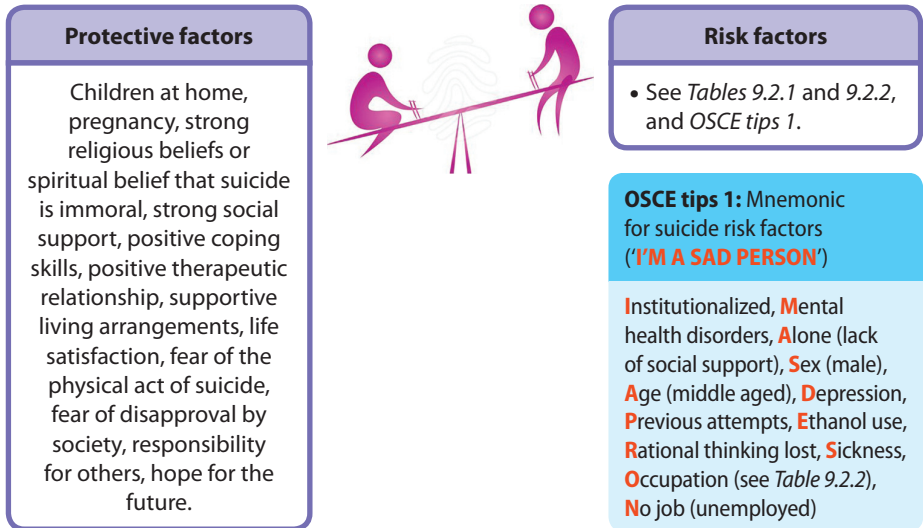 Protective factors
Children at home,
pregnancy, strong
religious beliefs or
spiritual belief that suicide
is immoral, strong social
support, positive coping
skills, positive therapeutic
relationship, supportive
living arrangements, life
satisfaction, fear of the
physical act of suicide,
fear of disapproval by
society, responsibility
for others, hope for the
future.
Risk factors
• See Tables 9.2.1 and 9.2.2,
and OSCE tips 1.
OSCE tips 1: Mnemonic
for suicide risk factors
(‘I’M A SAD PERSON’)
Institutionalized, Mental
health disorders, Alone (lack
of social support), Sex (male),
Age (middle aged), Depression,
Previous attempts, Ethanol use,
Rational thinking lost, Sickness,
Occupation (see Table 9.2.2),
No job (unemployed)